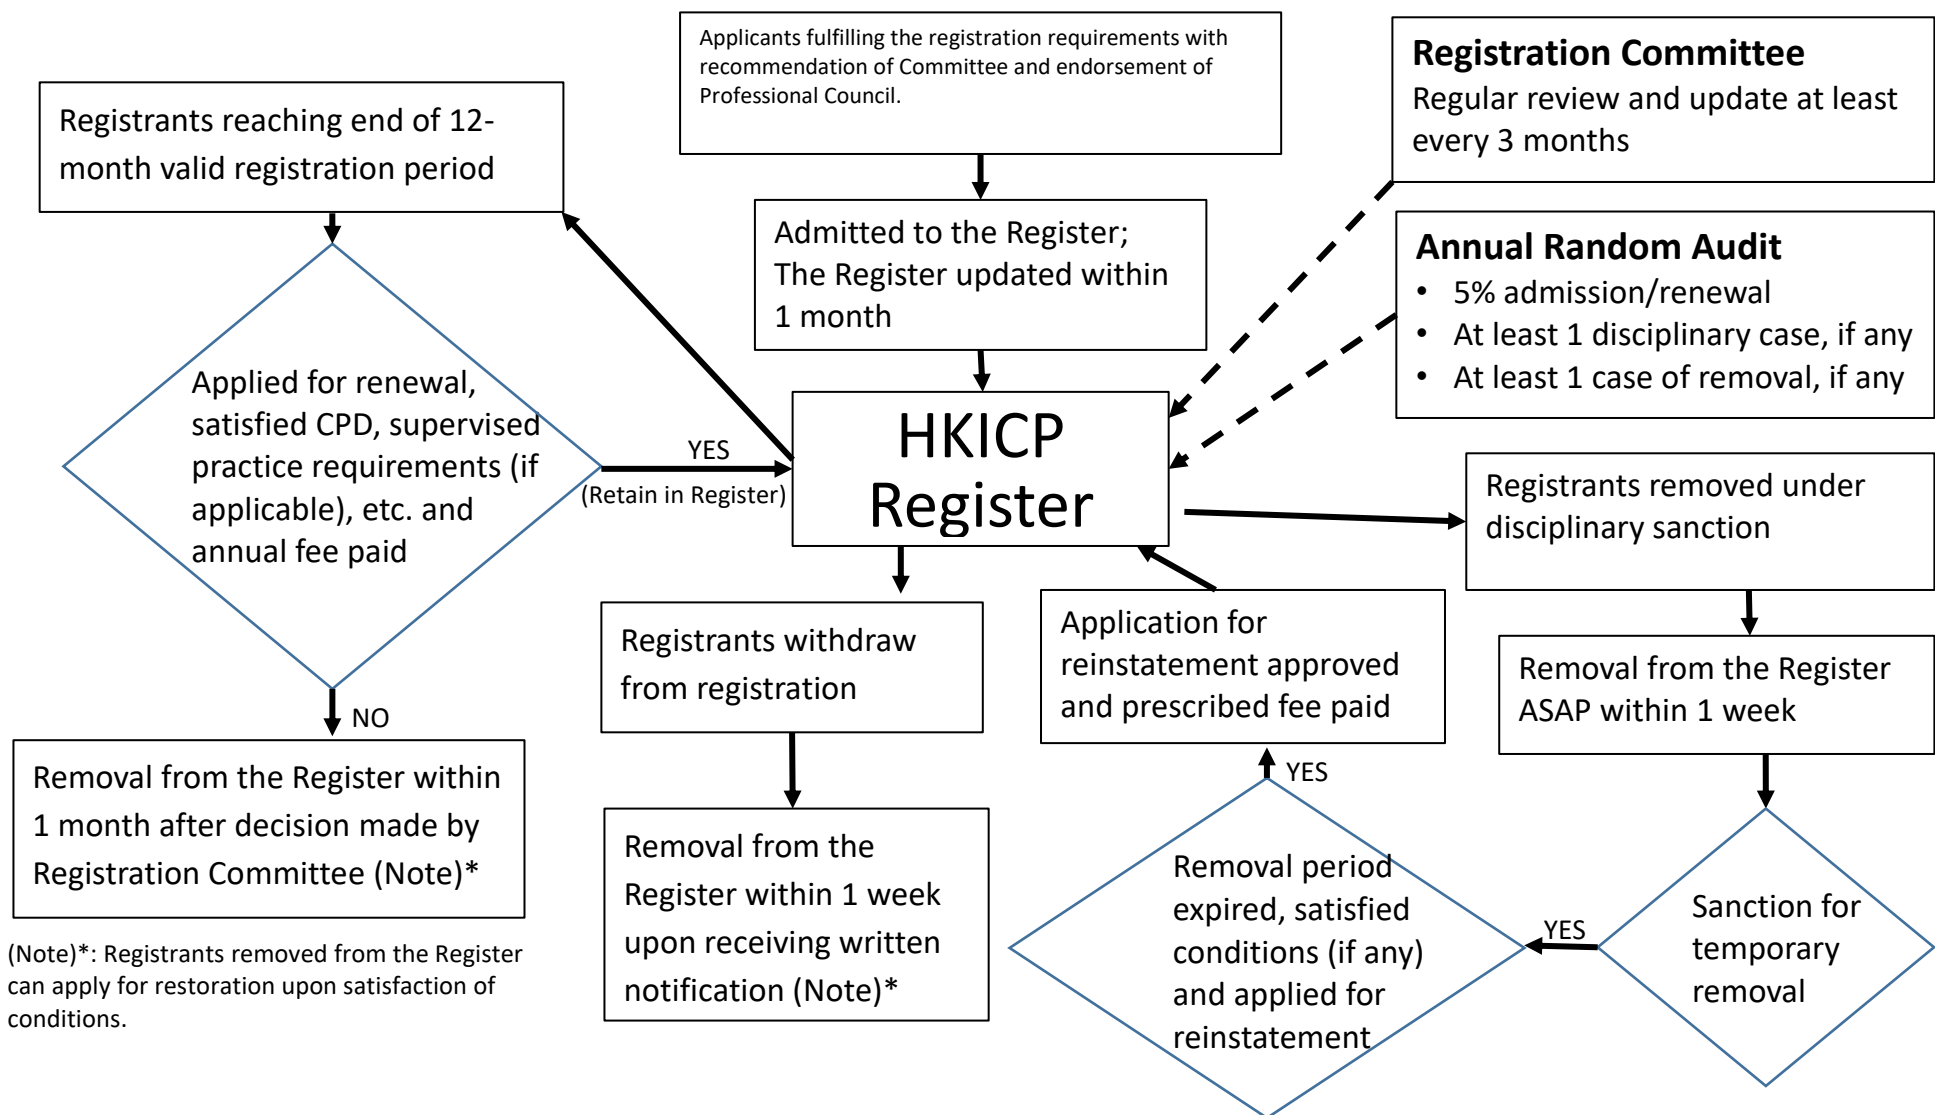 Applicants fulfilling the registration requirements with
recommendation of Committee and endorsement of
Professional Council.
Registration Committee
Regular review and update at least
every 3 months
Registrants reaching end of 12-
month valid registration period
Admitted to the Register;
The Register updated within
1 month
Annual Random Audit
• 5% admission/renewal
• At least 1 disciplinary case, if any
• At least 1 case of removal, if any
Applied for renewal,
satisfied CPD, supervised
practice requirements (if
applicable), etc. and
annual fee paid
YES
(Retain in Register)
HKICP
Register
Registrants removed under
disciplinary sanction
Registrants withdraw
from registration
Application for
reinstatement approved
and prescribed fee paid
Removal from the Register
ASAP within 1 week
NO
Removal from the Register within
1 month after decision made by
Registration Committee (Note)*
Removal from the
Register within 1 week
upon receiving written
notification (Note)*
YES
Removal period
expired, satisfied
conditions (if any)
and applied for
reinstatement
YES
Sanction for
temporary
removal
(Note)*: Registrants removed from the Register
can apply for restoration upon satisfaction of
conditions.